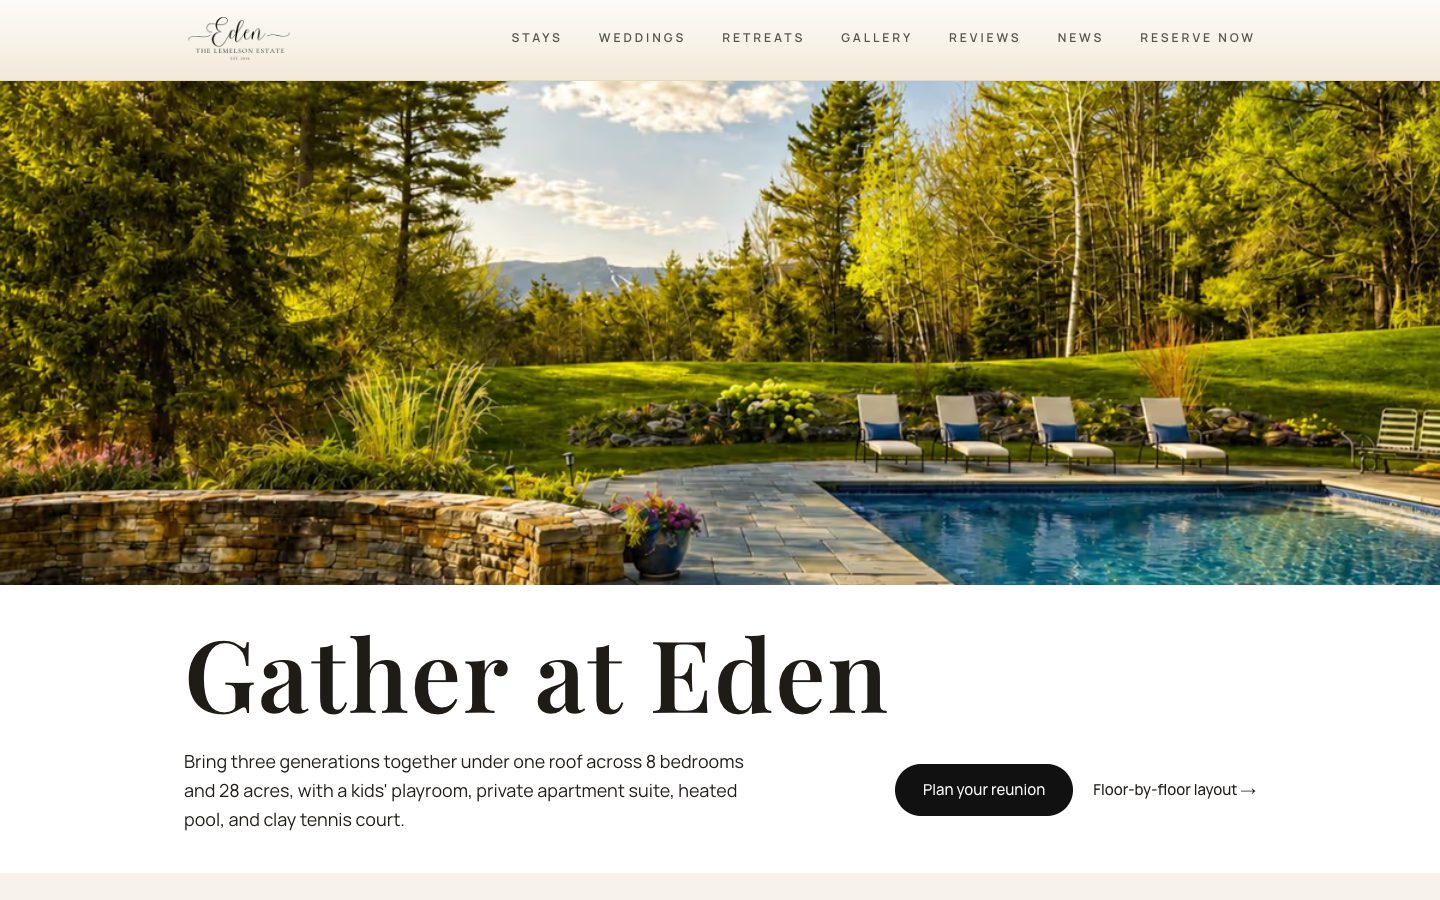 Eden
THE LEMELSON ESTATE
STAYS
WEDDINGS
RETREATS
GALLERY
REVIEWS
NEWS
RESERVE NOW
Gather at Eden
Bring three generations together under one roof across 8 bedrooms
and 28 acres, with a kids' playroom, private apartment suite, heated
pool, and clay tennis court.
Plan your reunion
Floor-by-floor layout →